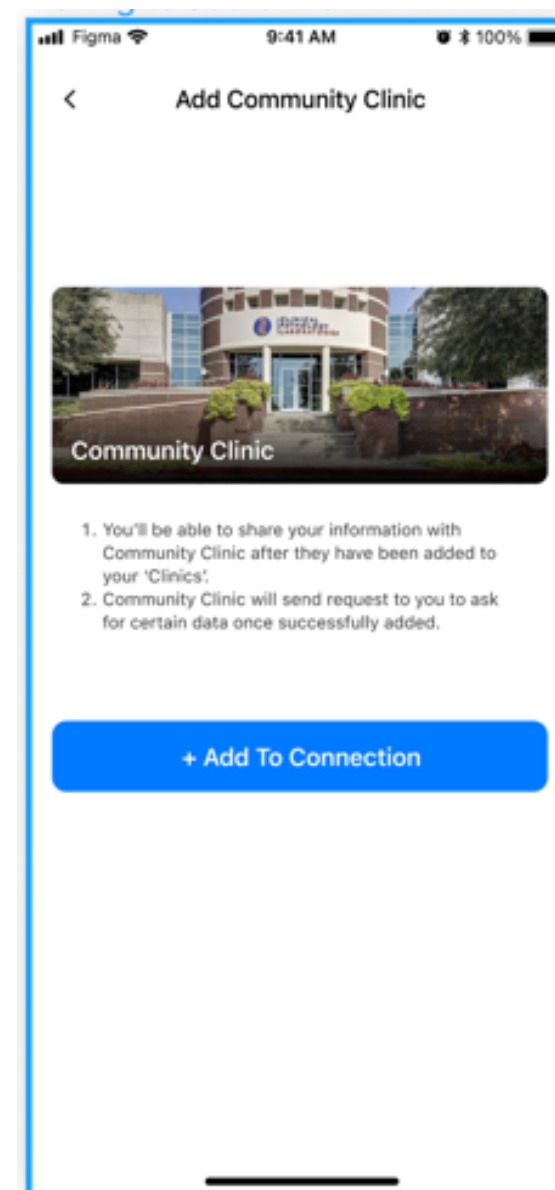 Figma 9:41 AM 100%
< Add Community Clinic
Community Clinic
1. You'll be able to share your information with
Community Clinic after they have been added to
your 'Clinics'.
2. Community Clinic will send request to you to ask
for certain data once successfully added.
+ Add To Connection